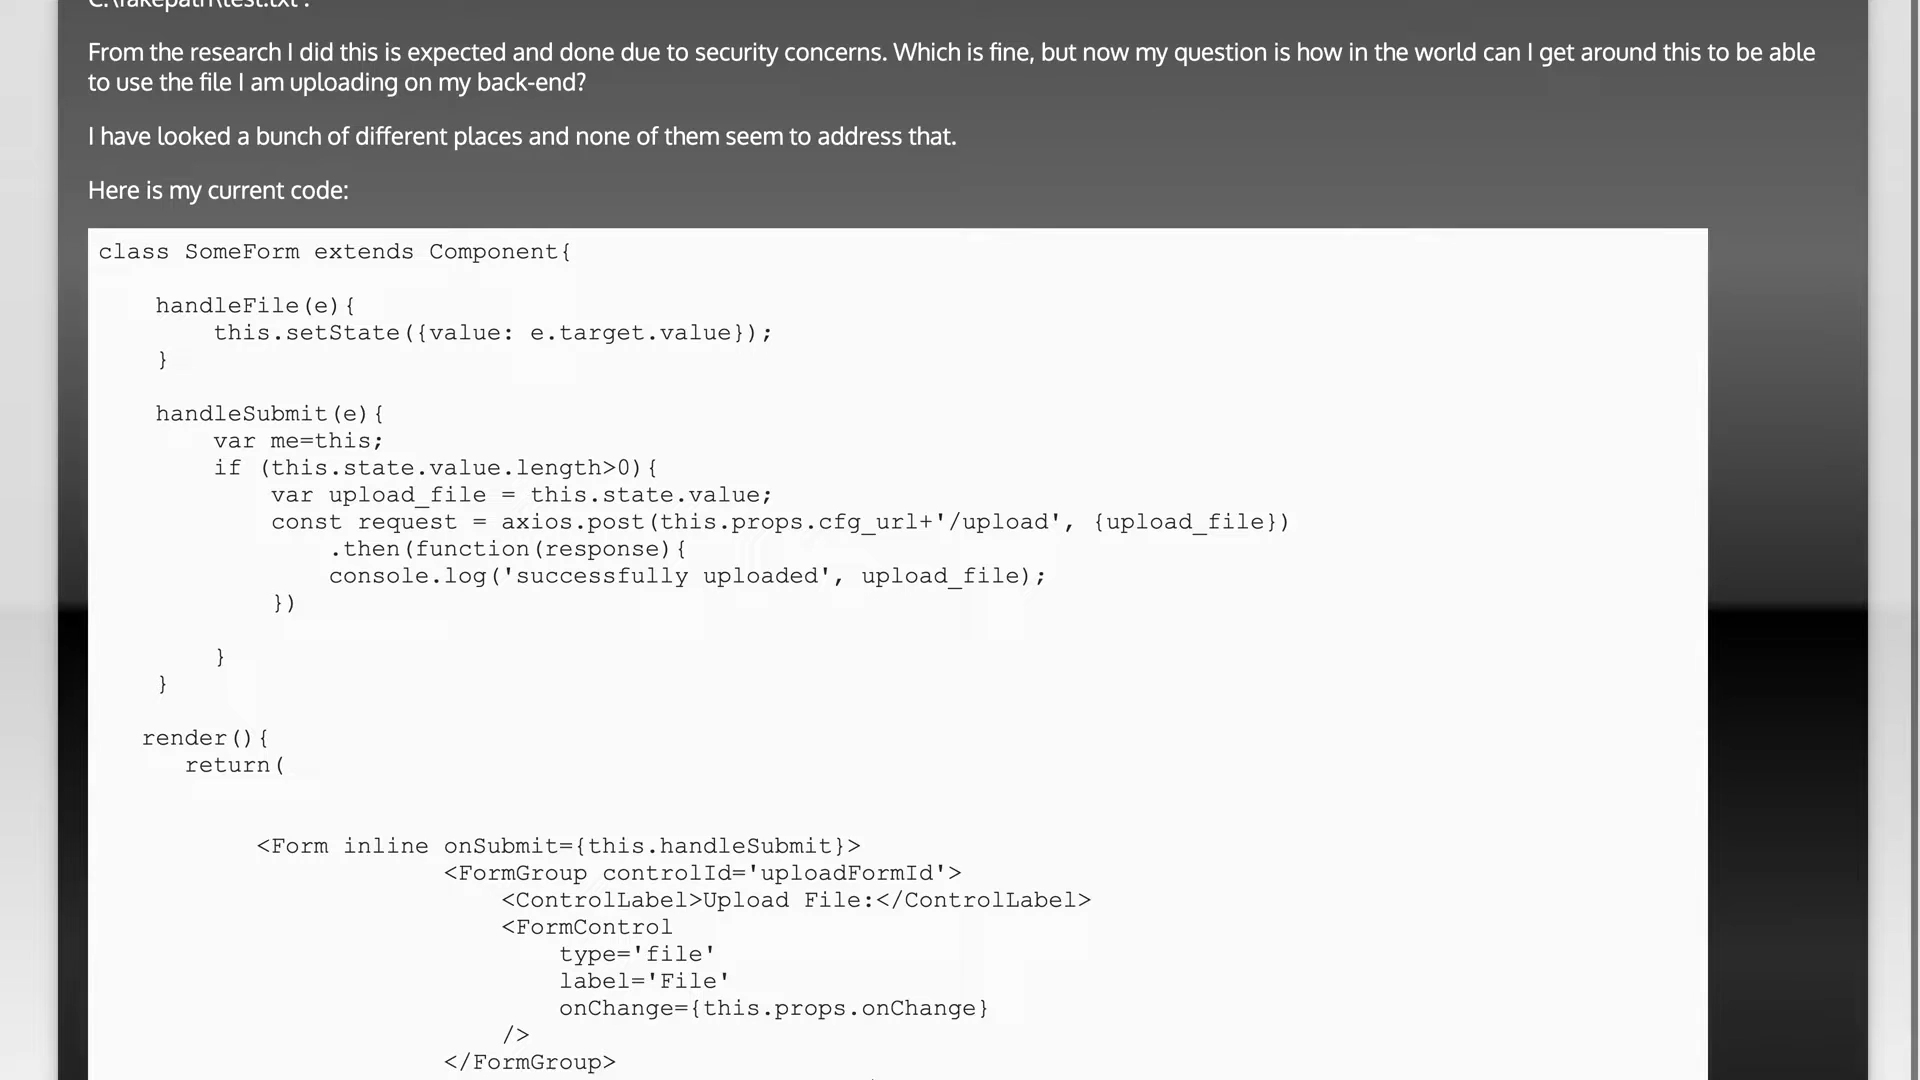 C:\fakepath\test.txt .
From the research I did this is expected and done due to security concerns. Which is fine, but now my question is how in the world can I get around this to be able
to use the file I am uploading on my back-end?
I have looked a bunch of different places and none of them seem to address that.
Here is my current code:
class SomeForm extends Component{
handleFile(e){
this.setState({value: e.target.value});
}
handleSubmit(e){
var me=this;
if (this.state.value.length>0){
var upload_file = this.state.value;
const request = axios.post(this.props.cfg_url+'/upload', {upload_file})
.then(function(response){
console.log('successfully uploaded', upload_file);
})
}
}
render(){
return(
<Form inline onSubmit={this.handleSubmit}>
<FormGroup controlId='uploadFormId'>
<ControlLabel>Upload File:</ControlLabel>
<FormControl
type='file'
label='File'
onChange={this.props.onChange}
/>
</FormGroup>